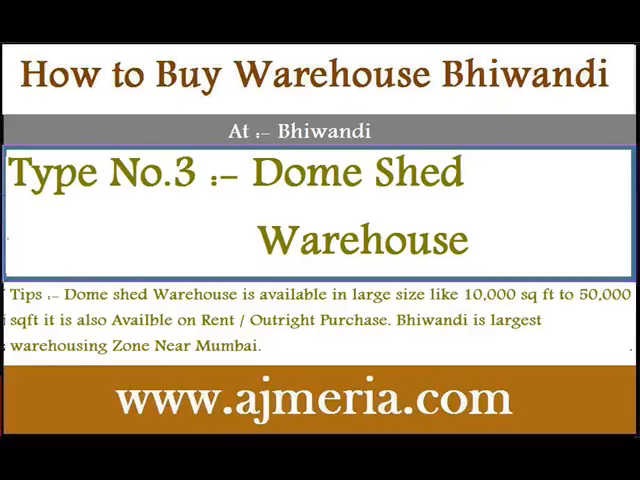 How to Buy Warehouse Bhiwandi
At :- Bhiwandi
Type No.3 :- Dome Shed
Warehouse
Tips :- Dome shed Warehouse is available in large size like 10,000 sq ft to 50,000
sqft it is also Availble on Rent / Outright Purchase. Bhiwandi is largest
warehousing Zone Near Mumbai.
www.ajmeria.com